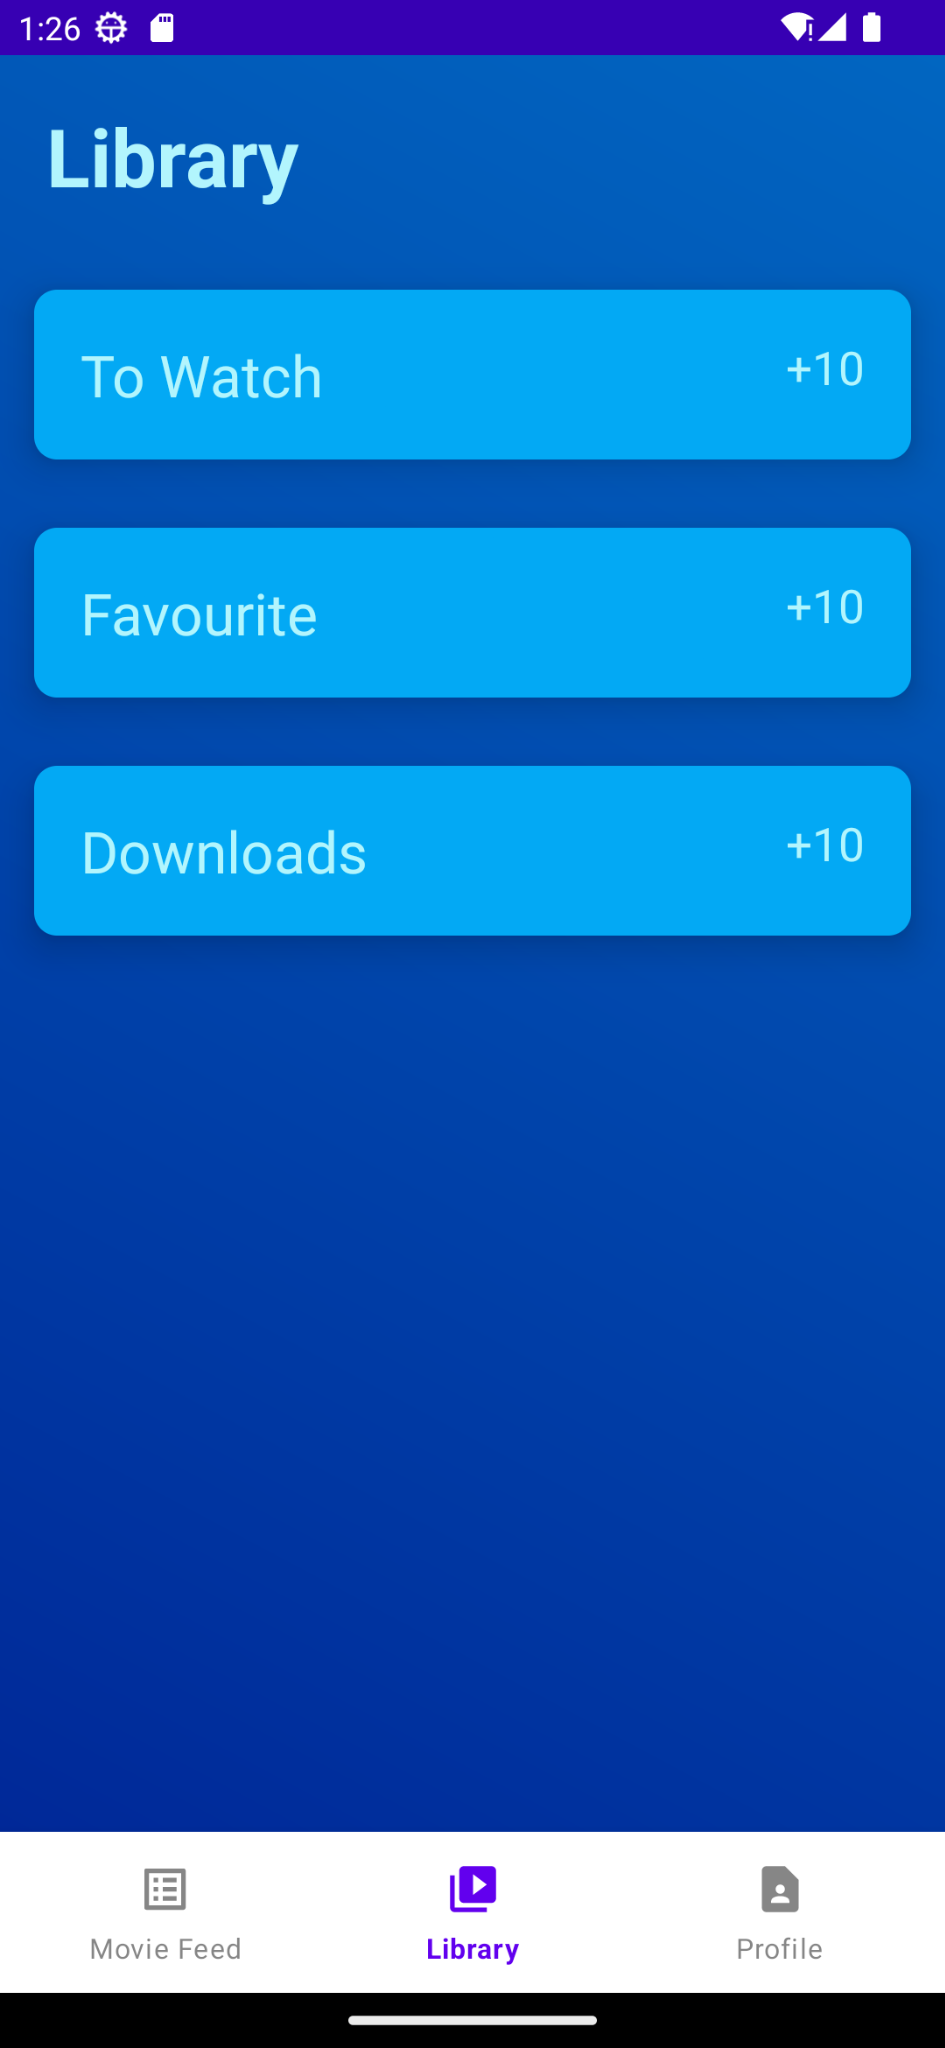 1:26
Library
To Watch +10
Favourite +10
Downloads +10
Movie Feed Library Profile